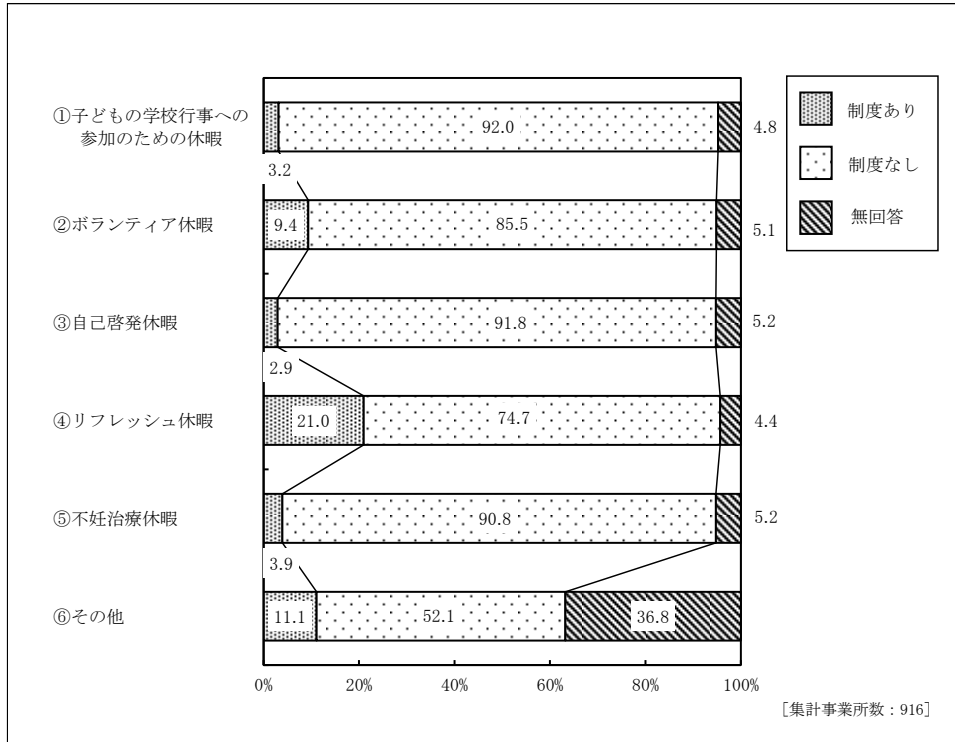 ①子どもの学校行事への
参加のための休暇
92.0
4.8
3.2
②ボランティア休暇
9.4
85.5
5.1
③自己啓発休暇
91.8
5.2
2.9
④リフレッシュ休暇
21.0
74.7
4.4
⑤不妊治療休暇
90.8
5.2
3.9
⑥その他
11.1
52.1
36.8
0%
20%
40%
60%
80%
100%
制度あり
制度なし
無回答
［集計事業所数：916］